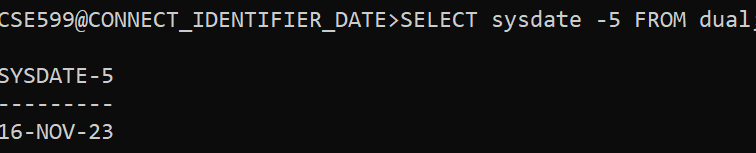 CSE599@CONNECT_IDENTIFIER_DATE>SELECT sysdate -5 FROM dual;
SYSDATE-5
---------
16-NOV-23